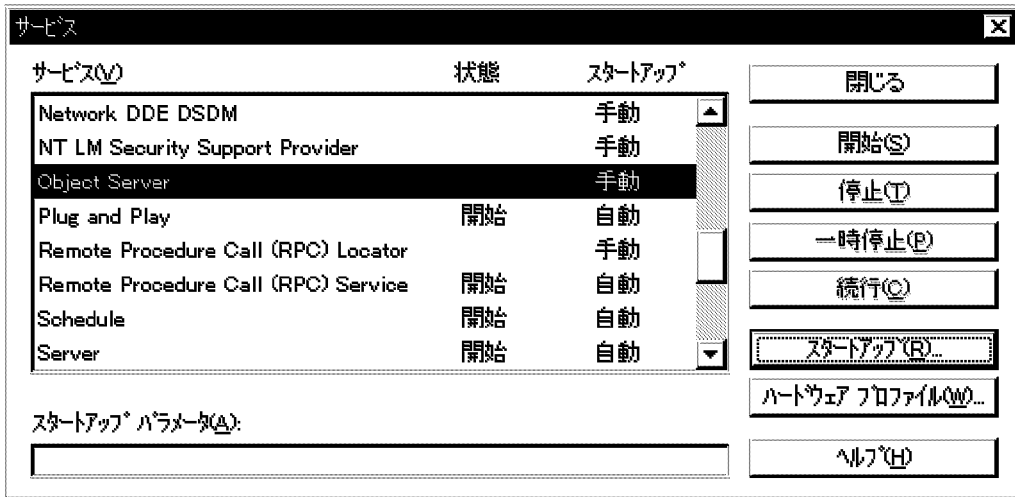 サービス
サービス(V) 状態 スタートアップ
Network DDE DSDM 手動
NT LM Security Support Provider 手動
Object Server 手動
Plug and Play 開始 自動
Remote Procedure Call (RPC) Locator 手動
Remote Procedure Call (RPC) Service 開始 自動
Schedule 開始 自動
Server 開始 自動
スタートアップ パラメータ(A):
閉じる
開始(S)
停止(T)
一時停止(P)
続行(C)
スタートアップ(R)...
ハードウェア プロファイル(W)...
ヘルプ(H)